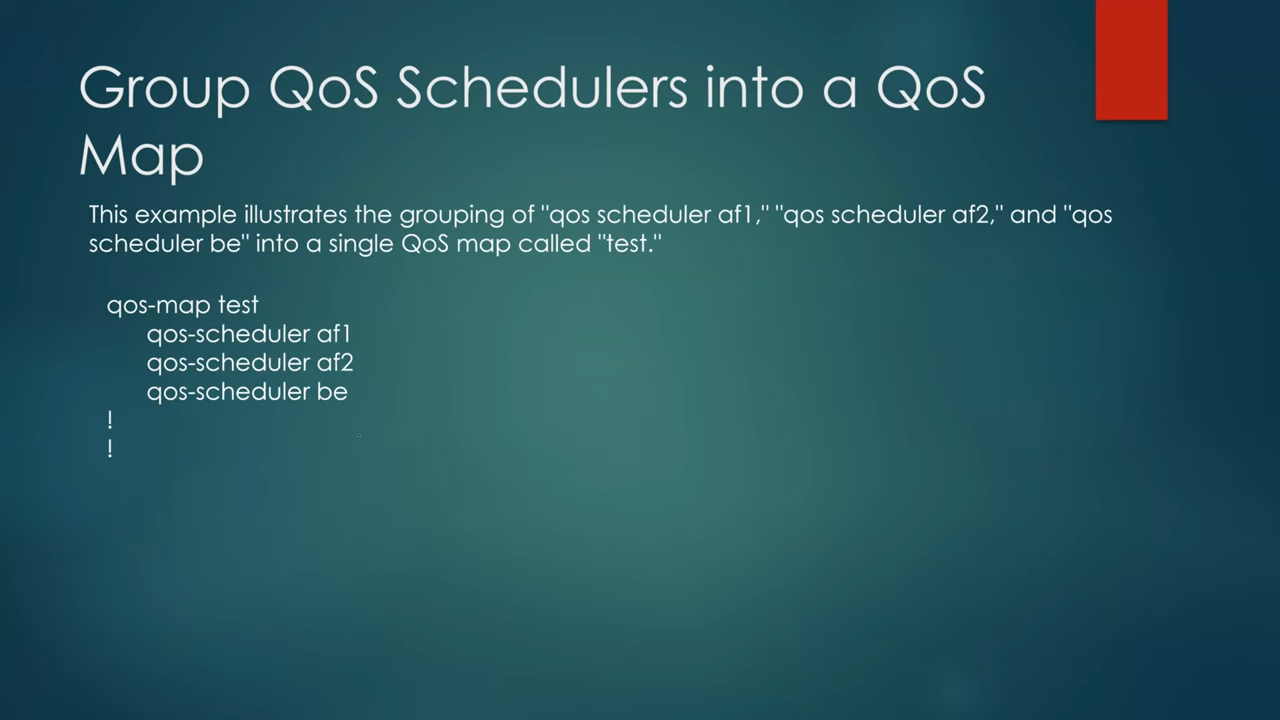 Group QoS Schedulers into a QoS
Map
This example illustrates the grouping of "qos scheduler af1," "qos scheduler af2," and "qos
scheduler be" into a single QoS map called "test."
qos-map test
qos-scheduler af1
qos-scheduler af2
qos-scheduler be
!
!